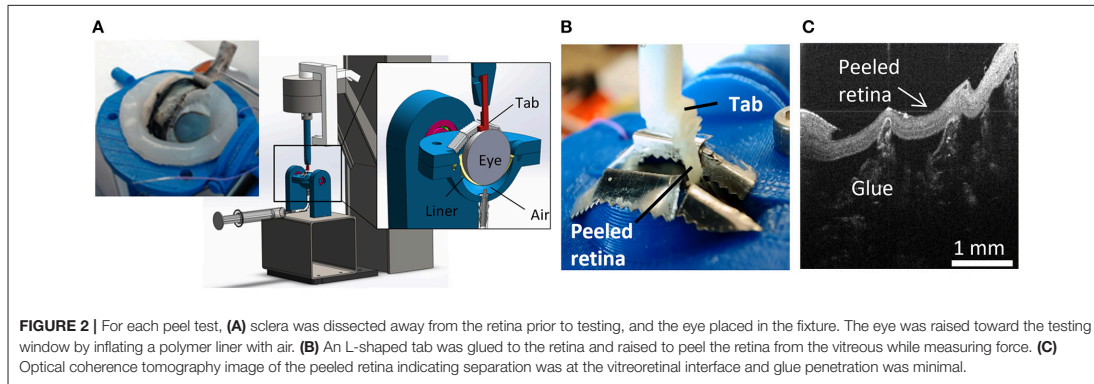 A
B
C
Tab
Eye
Liner
Air
Tab
Peeled
retina
Peeled
retina
Glue
1 mm
FIGURE 2 | For each peel test, (A) sclera was dissected away from the retina prior to testing, and the eye placed in the fixture. The eye was raised toward the testing
window by inflating a polymer liner with air. (B) An L-shaped tab was glued to the retina and raised to peel the retina from the vitreous while measuring force. (C)
Optical coherence tomography image of the peeled retina indicating separation was at the vitreoretinal interface and glue penetration was minimal.